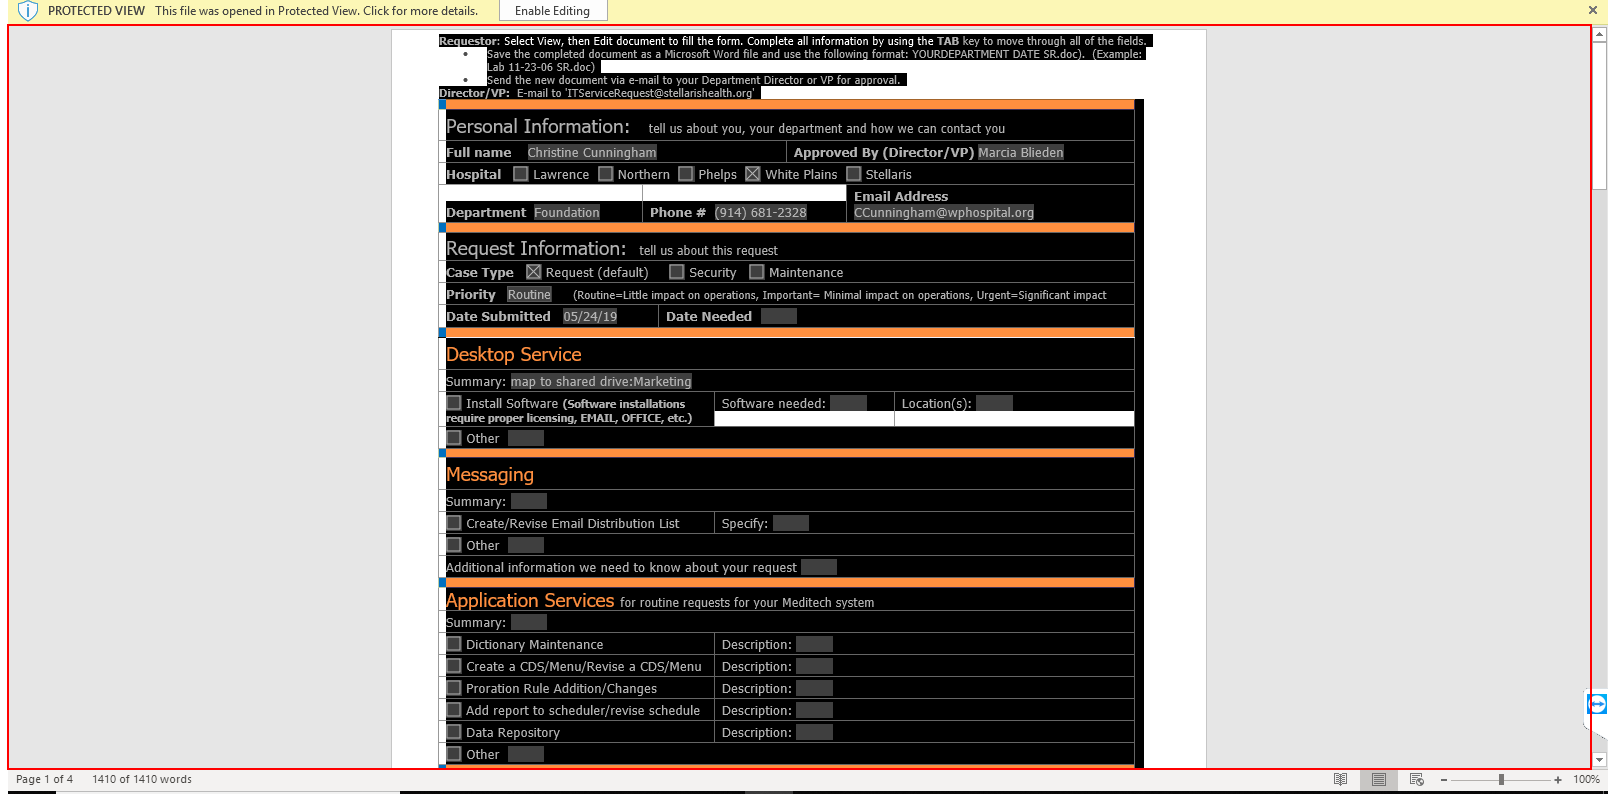 PROTECTED VIEW This file was opened in Protected View. Click for more details. Enable Editing
Requestor: Select View, then Edit document to fill the form. Complete all information by using the TAB key to move through all of the fields.
• Save the completed document as a Microsoft Word file and use the following format: YOURDEPARTMENT DATE SR.doc). (Example:
Lab 11-23-06 SR.doc)
• Send the new document via e-mail to your Department Director or VP for approval.
Director/VP: E-mail to 'ITServiceRequest@stellarishealth.org'
Personal Information: tell us about you, your department and how we can contact you
Full name Christine Cunningham Approved By (Director/VP) Marcia Blieden
Hospital Lawrence Northern Phelps White Plains Stellaris
Email Address
Department Foundation Phone # (914) 681-2328 CCunningham@wphospital.org
Request Information: tell us about this request
Case Type Request (default) Security Maintenance
Priority Routine (Routine=Little impact on operations, Important= Minimal impact on operations, Urgent=Significant impact
Date Submitted 05/24/19 Date Needed
Desktop Service
Summary: map to shared drive:Marketing
Install Software (Software installations Software needed: Location(s):
require proper licensing, EMAIL, OFFICE, etc.)
Other
Messaging
Summary:
Create/Revise Email Distribution List Specify:
Other
Additional information we need to know about your request
Application Services for routine requests for your Meditech system
Summary:
Dictionary Maintenance Description:
Create a CDS/Menu/Revise a CDS/Menu Description:
Proration Rule Addition/Changes Description:
Add report to scheduler/revise schedule Description:
Data Repository Description:
Other
Page 1 of 4 1410 of 1410 words 100%